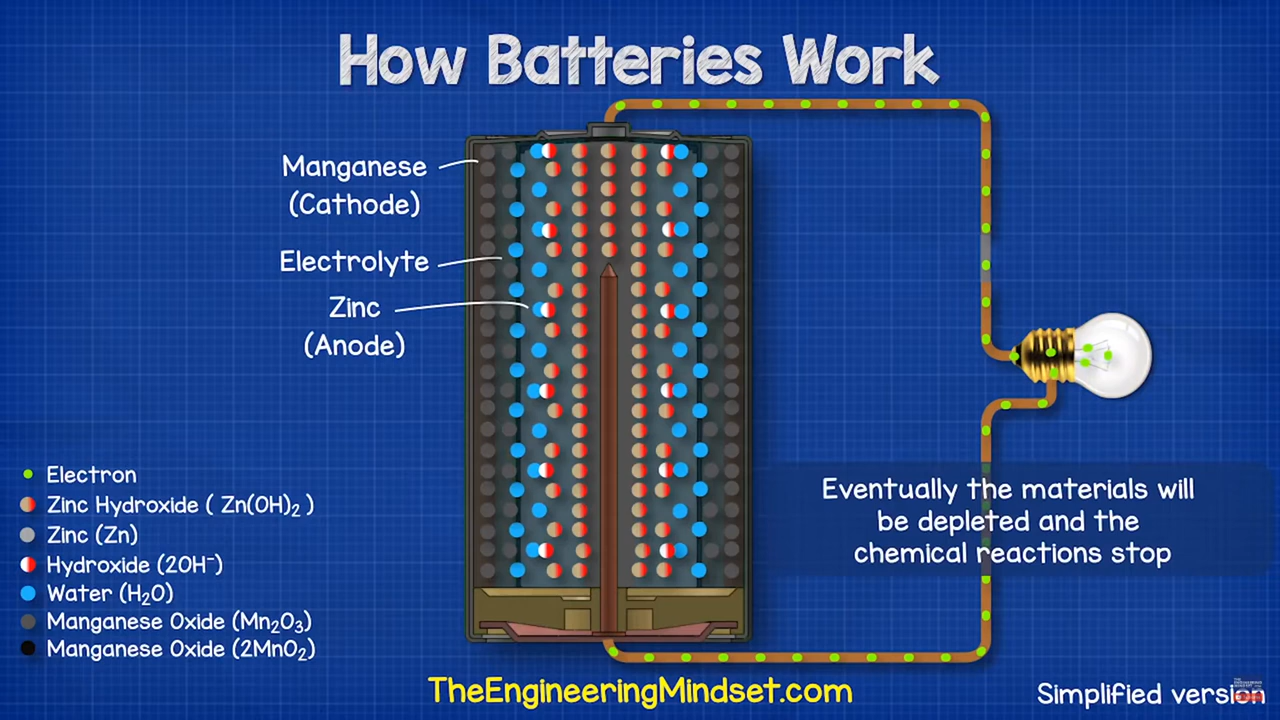 How Batteries Work
Manganese
(Cathode)
Electrolyte
Zinc
(Anode)
Electron
Zinc Hydroxide ( Zn(OH)₂ )
Zinc (Zn)
Hydroxide (2OH⁻)
Water (H₂O)
Manganese Oxide (Mn₂O₃)
Manganese Oxide (2MnO₂)
Eventually the materials will
be depleted and the
chemical reactions stop
TheEngineeringMindset.com
Simplified version